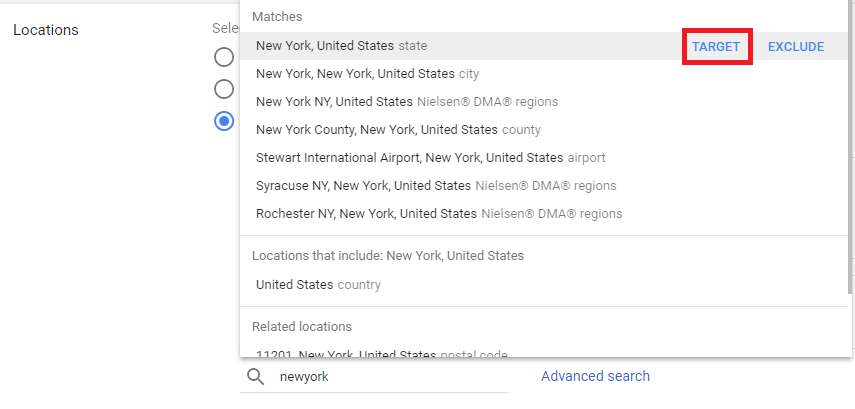 Locations
Sele
Matches
New York, United States state
TARGET
EXCLUDE
New York, New York, United States city
New York NY, United States Nielsen® DMA® regions
New York County, New York, United States county
Stewart International Airport, New York, United States airport
Syracuse NY, New York, United States Nielsen® DMA® regions
Rochester NY, New York, United States Nielsen® DMA® regions
Locations that include: New York, United States
United States country
Related locations
11201, New York, United States postal code
newyork
Advanced search